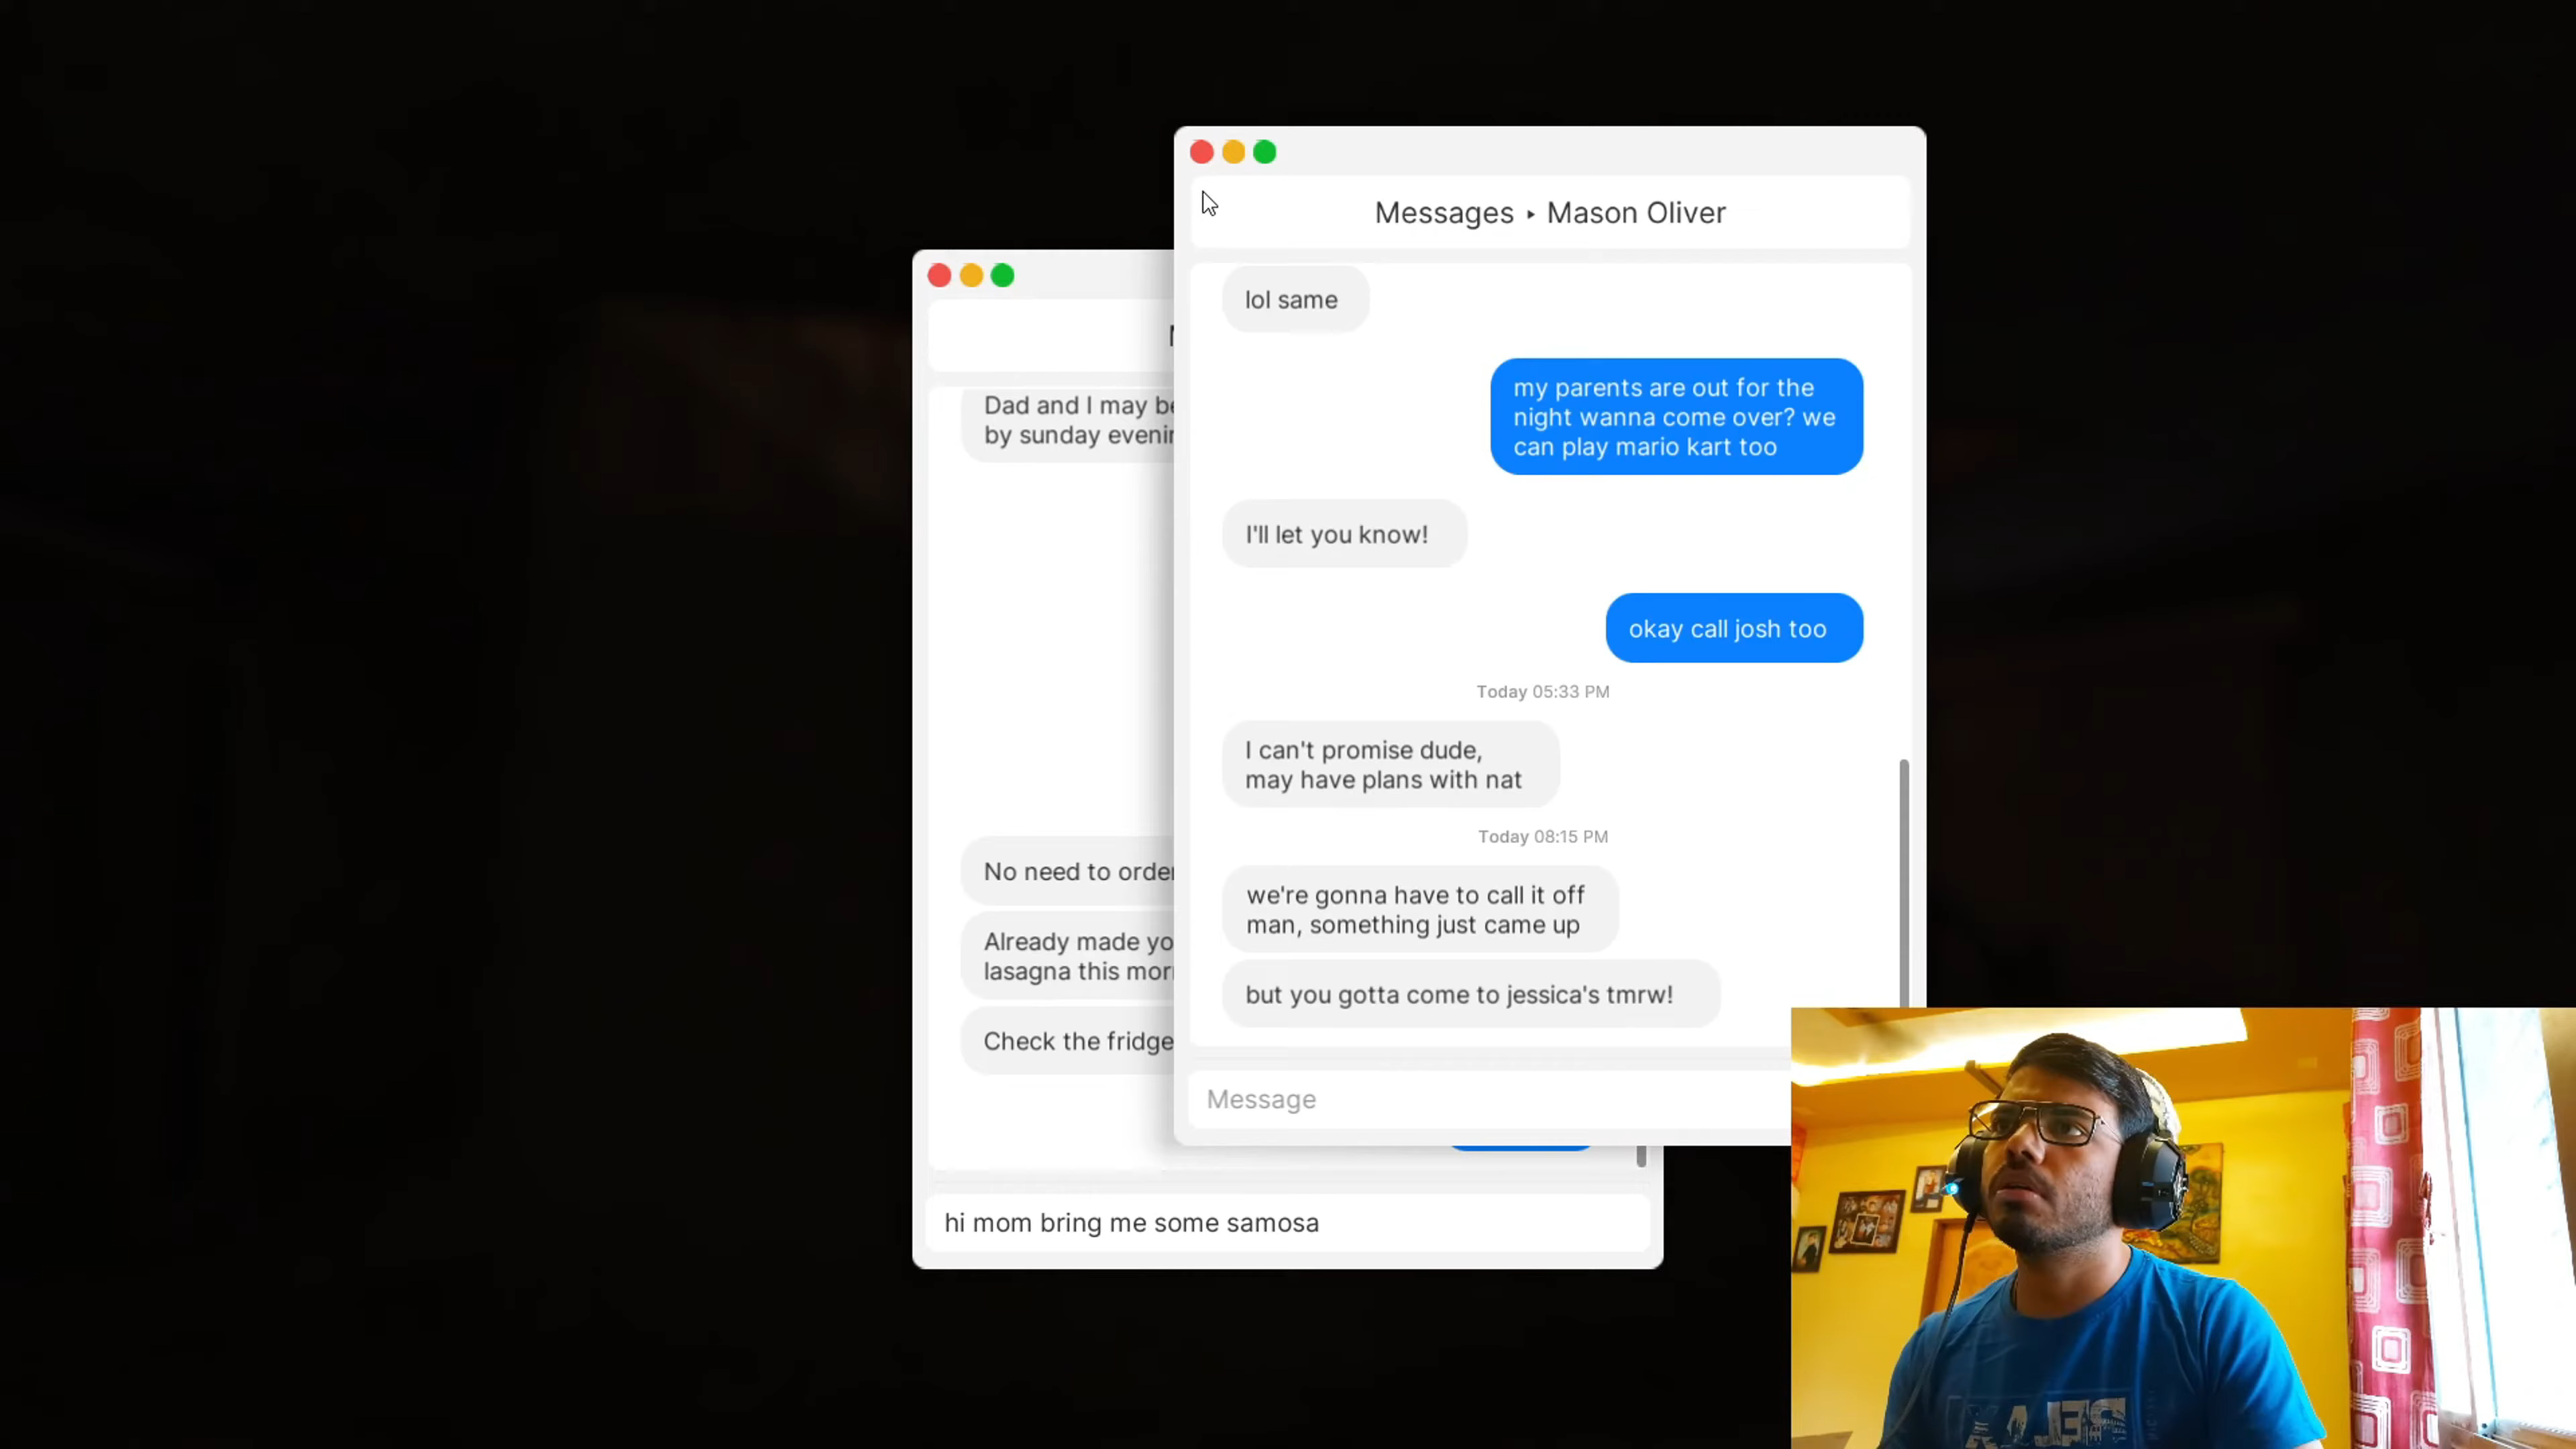 Messages ▸ Mason Oliver
lol same
my parents are out for the
night wanna come over? we
can play mario kart too
I'll let you know!
okay call josh too
Today 05:33 PM
I can't promise dude,
may have plans with nat
Today 08:15 PM
we're gonna have to call it off
man, something just came up
but you gotta come to jessica's tmrw!
Message
Dad and I may
by sunday
No need to
Already made
lasagna this
Check the fridge
hi mom bring me some samosa